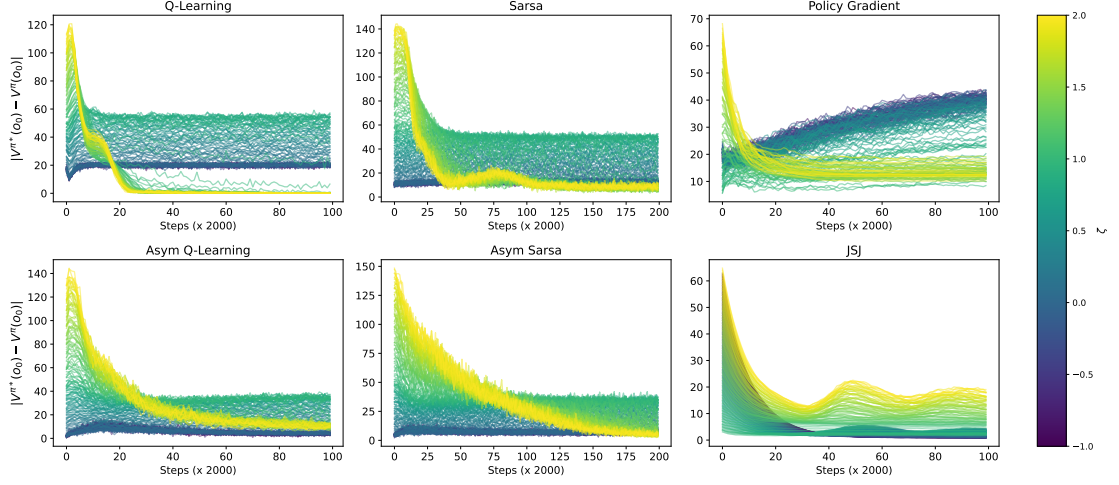 Q-Learning
Sarsa
Policy Gradient
|V^π*(o₀) − V^π(o₀)|
120
100
80
60
40
20
0
0 20 40 60 80 100
Steps (x 2000)
140
120
100
80
60
40
20
0
0 25 50 75 100 125 150 175 200
Steps (x 2000)
70
60
50
40
30
20
10
0 20 40 60 80 100
Steps (x 2000)
Asym Q-Learning
Asym Sarsa
JSJ
|V^π*(o₀) − V^π(o₀)|
140
120
100
80
60
40
20
0
0 20 40 60 80 100
Steps (x 2000)
150
125
100
75
50
25
0
0 25 50 75 100 125 150 175 200
Steps (x 2000)
60
50
40
30
20
10
0
0 20 40 60 80 100
Steps (x 2000)
2.0
1.5
1.0
0.5
0.0
−0.5
−1.0
ζ